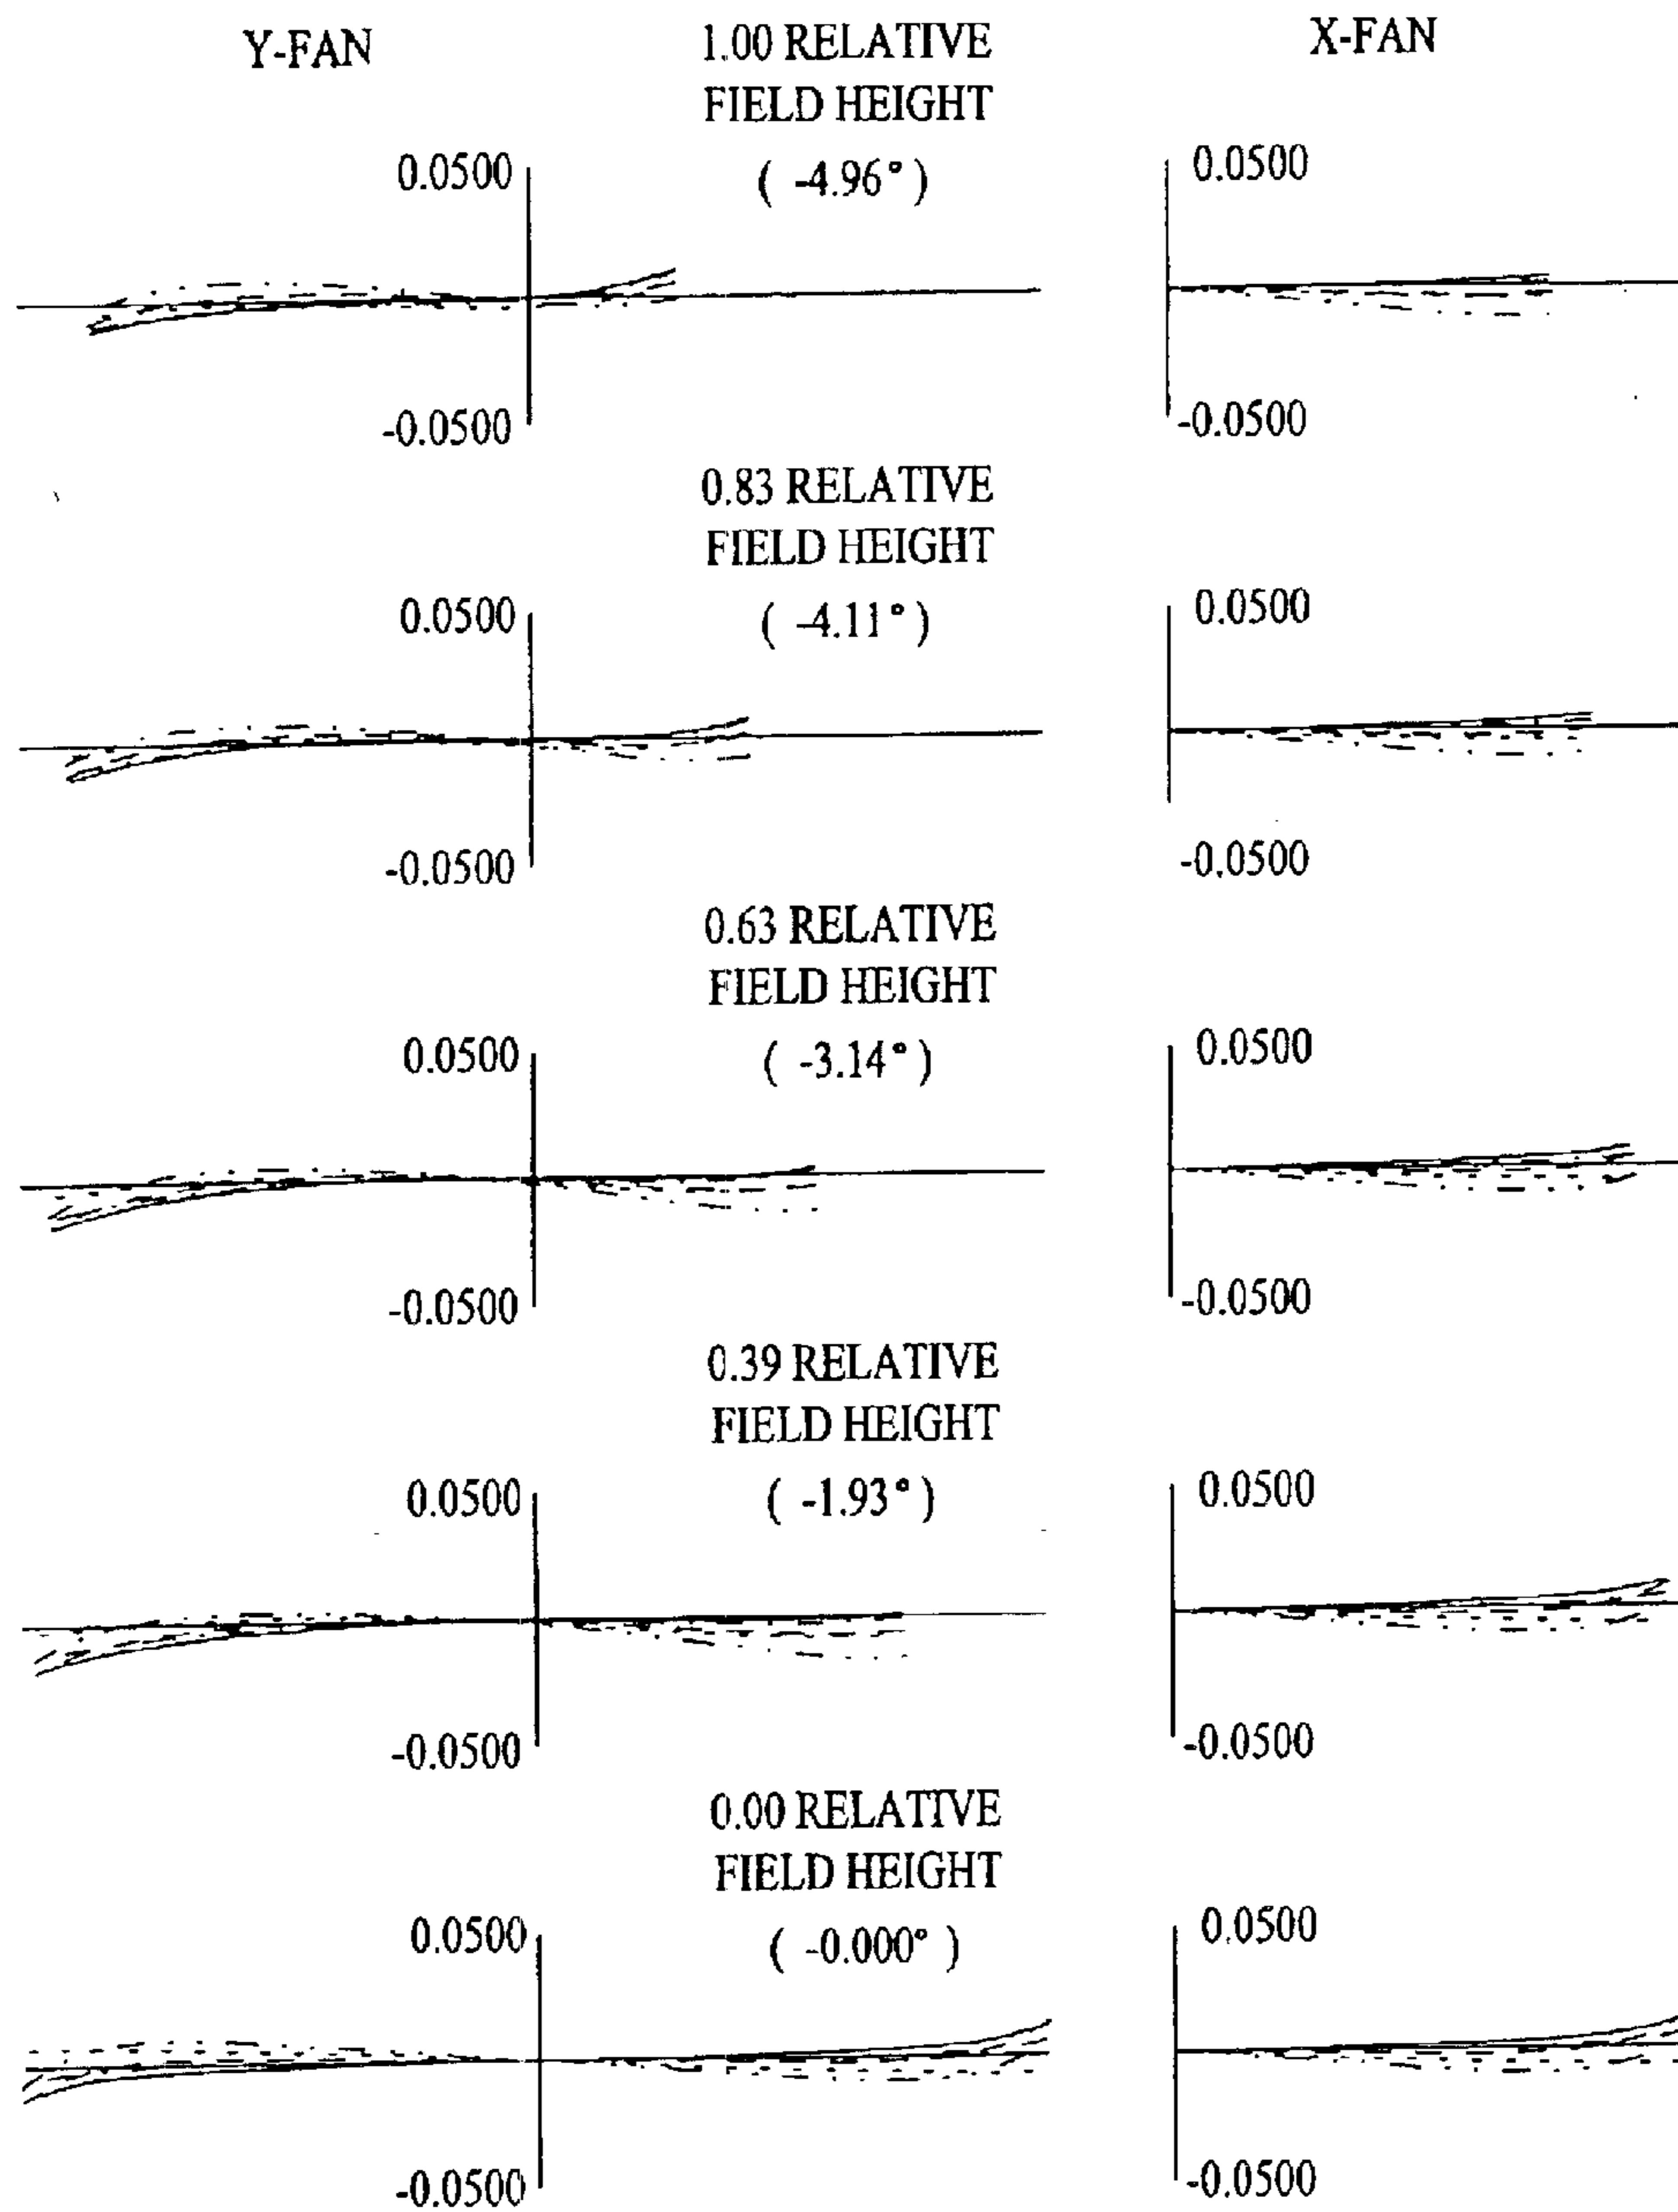 Y-FAN
1.00 RELATIVE
FIELD HEIGHT
( -4.96° )
X-FAN
0.0500
0.0500
-0.0500
-0.0500
0.83 RELATIVE
FIELD HEIGHT
( -4.11° )
0.0500
0.0500
-0.0500
-0.0500
0.63 RELATIVE
FIELD HEIGHT
( -3.14° )
0.0500
0.0500
-0.0500
-0.0500
0.39 RELATIVE
FIELD HEIGHT
( -1.93° )
0.0500
0.0500
-0.0500
-0.0500
0.00 RELATIVE
FIELD HEIGHT
( -0.000° )
0.0500
0.0500
-0.0500
-0.0500